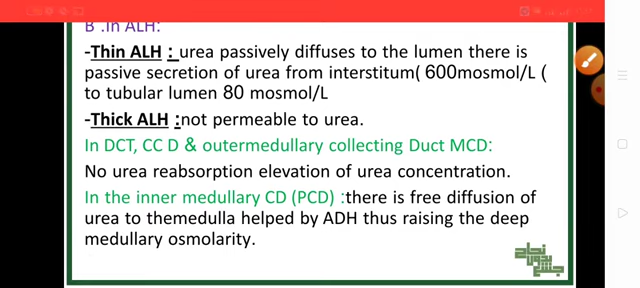 B .In ALH:
-Thin ALH : urea passively diffuses to the lumen there is
passive secretion of urea from interstitum( 600mosmol/L (
to tubular lumen 80 mosmol/L
-Thick ALH :not permeable to urea.
In DCT, CC D & outermedullary collecting Duct MCD:
No urea reabsorption elevation of urea concentration.
In the inner medullary CD (PCD) :there is free diffusion of
urea to themedulla helped by ADH thus raising the deep
medullary osmolarity.